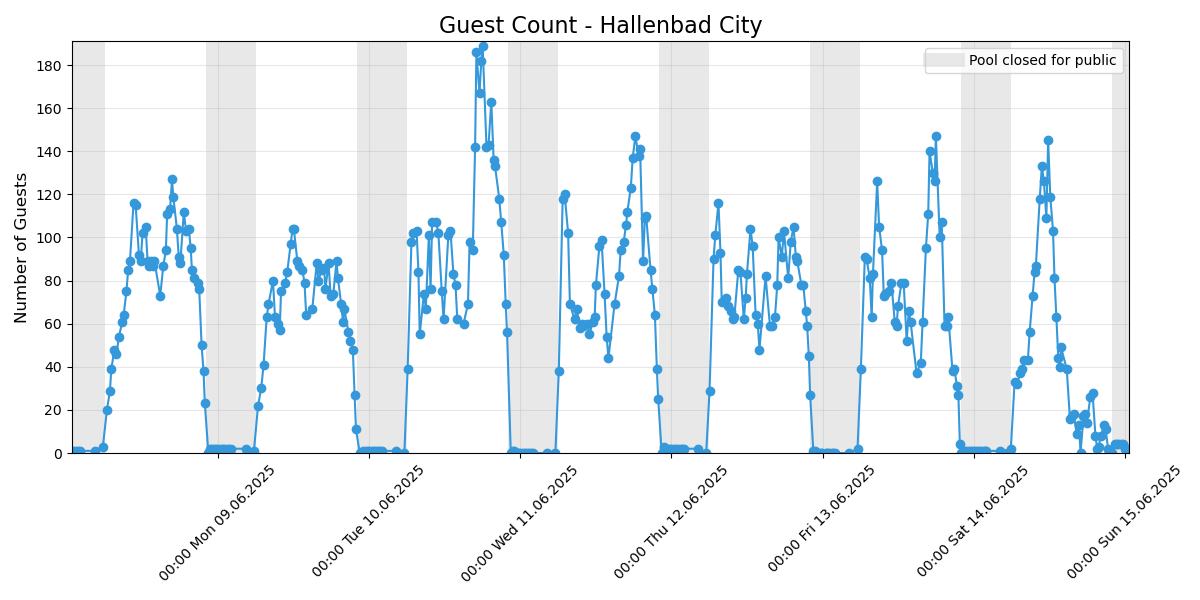 Guest Count - Hallenbad City
Pool closed for public
Number of Guests
180
160
140
120
100
80
60
40
20
0
00:00 Mon 09.06.2025
00:00 Tue 10.06.2025
00:00 Wed 11.06.2025
00:00 Thu 12.06.2025
00:00 Fri 13.06.2025
00:00 Sat 14.06.2025
00:00 Sun 15.06.2025